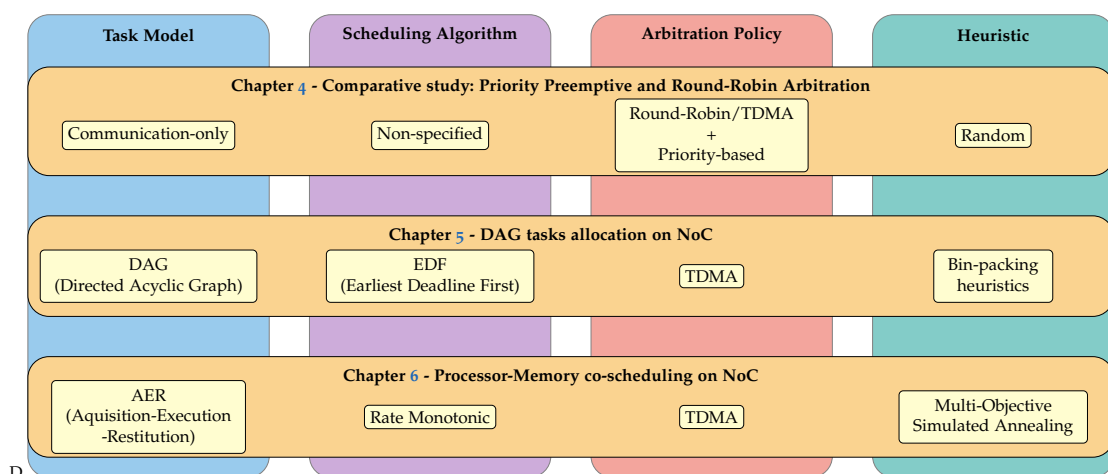 Task Model
Scheduling Algorithm
Arbitration Policy
Heuristic
Chapter 4 - Comparative study: Priority Preemptive and Round-Robin Arbitration
Communication-only
Non-specified
Round-Robin/TDMA
+
Priority-based
Random
Chapter 5 - DAG tasks allocation on NoC
DAG
(Directed Acyclic Graph)
EDF
(Earliest Deadline First)
TDMA
Bin-packing
heuristics
Chapter 6 - Processor-Memory co-scheduling on NoC
AER
(Aquisition-Execution
-Restitution)
Rate Monotonic
TDMA
Multi-Objective
Simulated Annealing